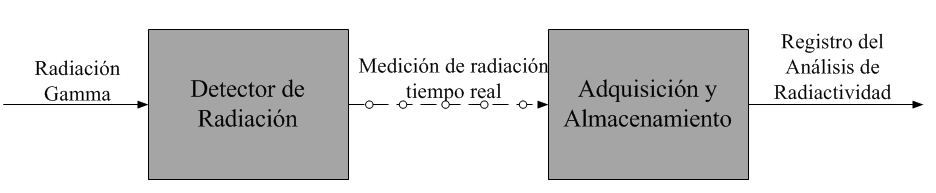 Radiación
Gamma
Detector de
Radiación
Medición de radiación
tiempo real
Adquisición y
Almacenamiento
Registro del
Análisis de
Radiactividad